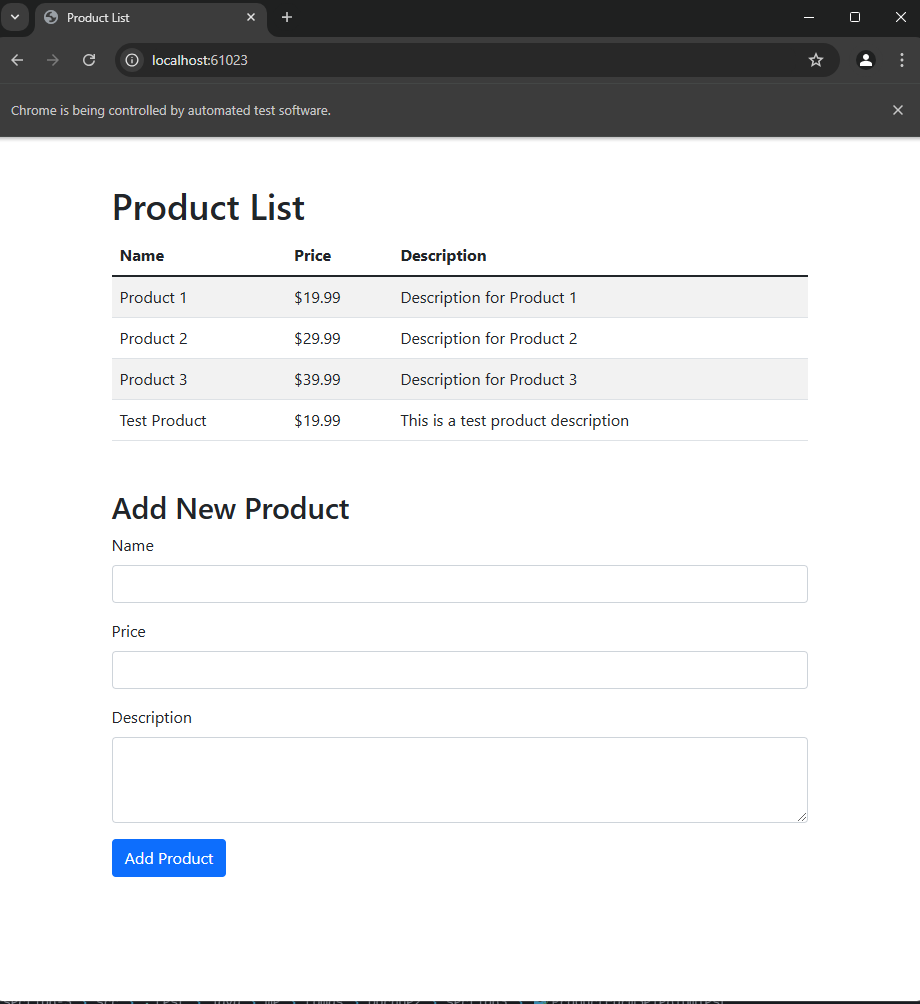 Product List
localhost:61023
Chrome is being controlled by automated test software.
Product List
Name Price Description
Product 1 $19.99 Description for Product 1
Product 2 $29.99 Description for Product 2
Product 3 $39.99 Description for Product 3
Test Product $19.99 This is a test product description
Add New Product
Name
Price
Description
Add Product